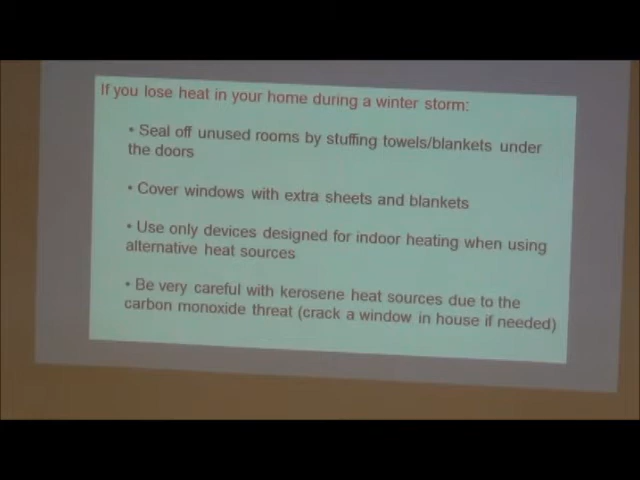 If you lose heat in your home during a winter storm:
• Seal off unused rooms by stuffing towels/blankets under
the doors
• Cover windows with extra sheets and blankets
• Use only devices designed for indoor heating when using
alternative heat sources
• Be very careful with kerosene heat sources due to the
carbon monoxide threat (crack a window in house if needed)